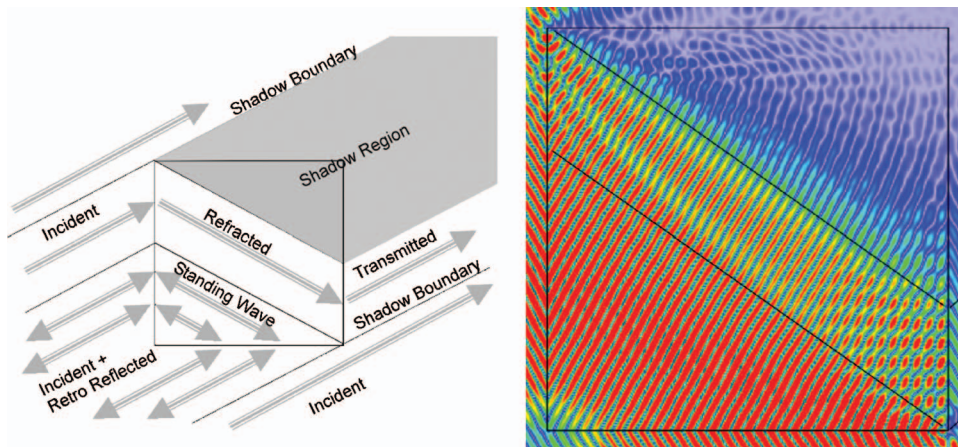 Shadow Boundary
Shadow Region
Incident
Refracted
Transmitted
Standing Wave
Shadow Boundary
Incident +
Retro Reflected
Incident